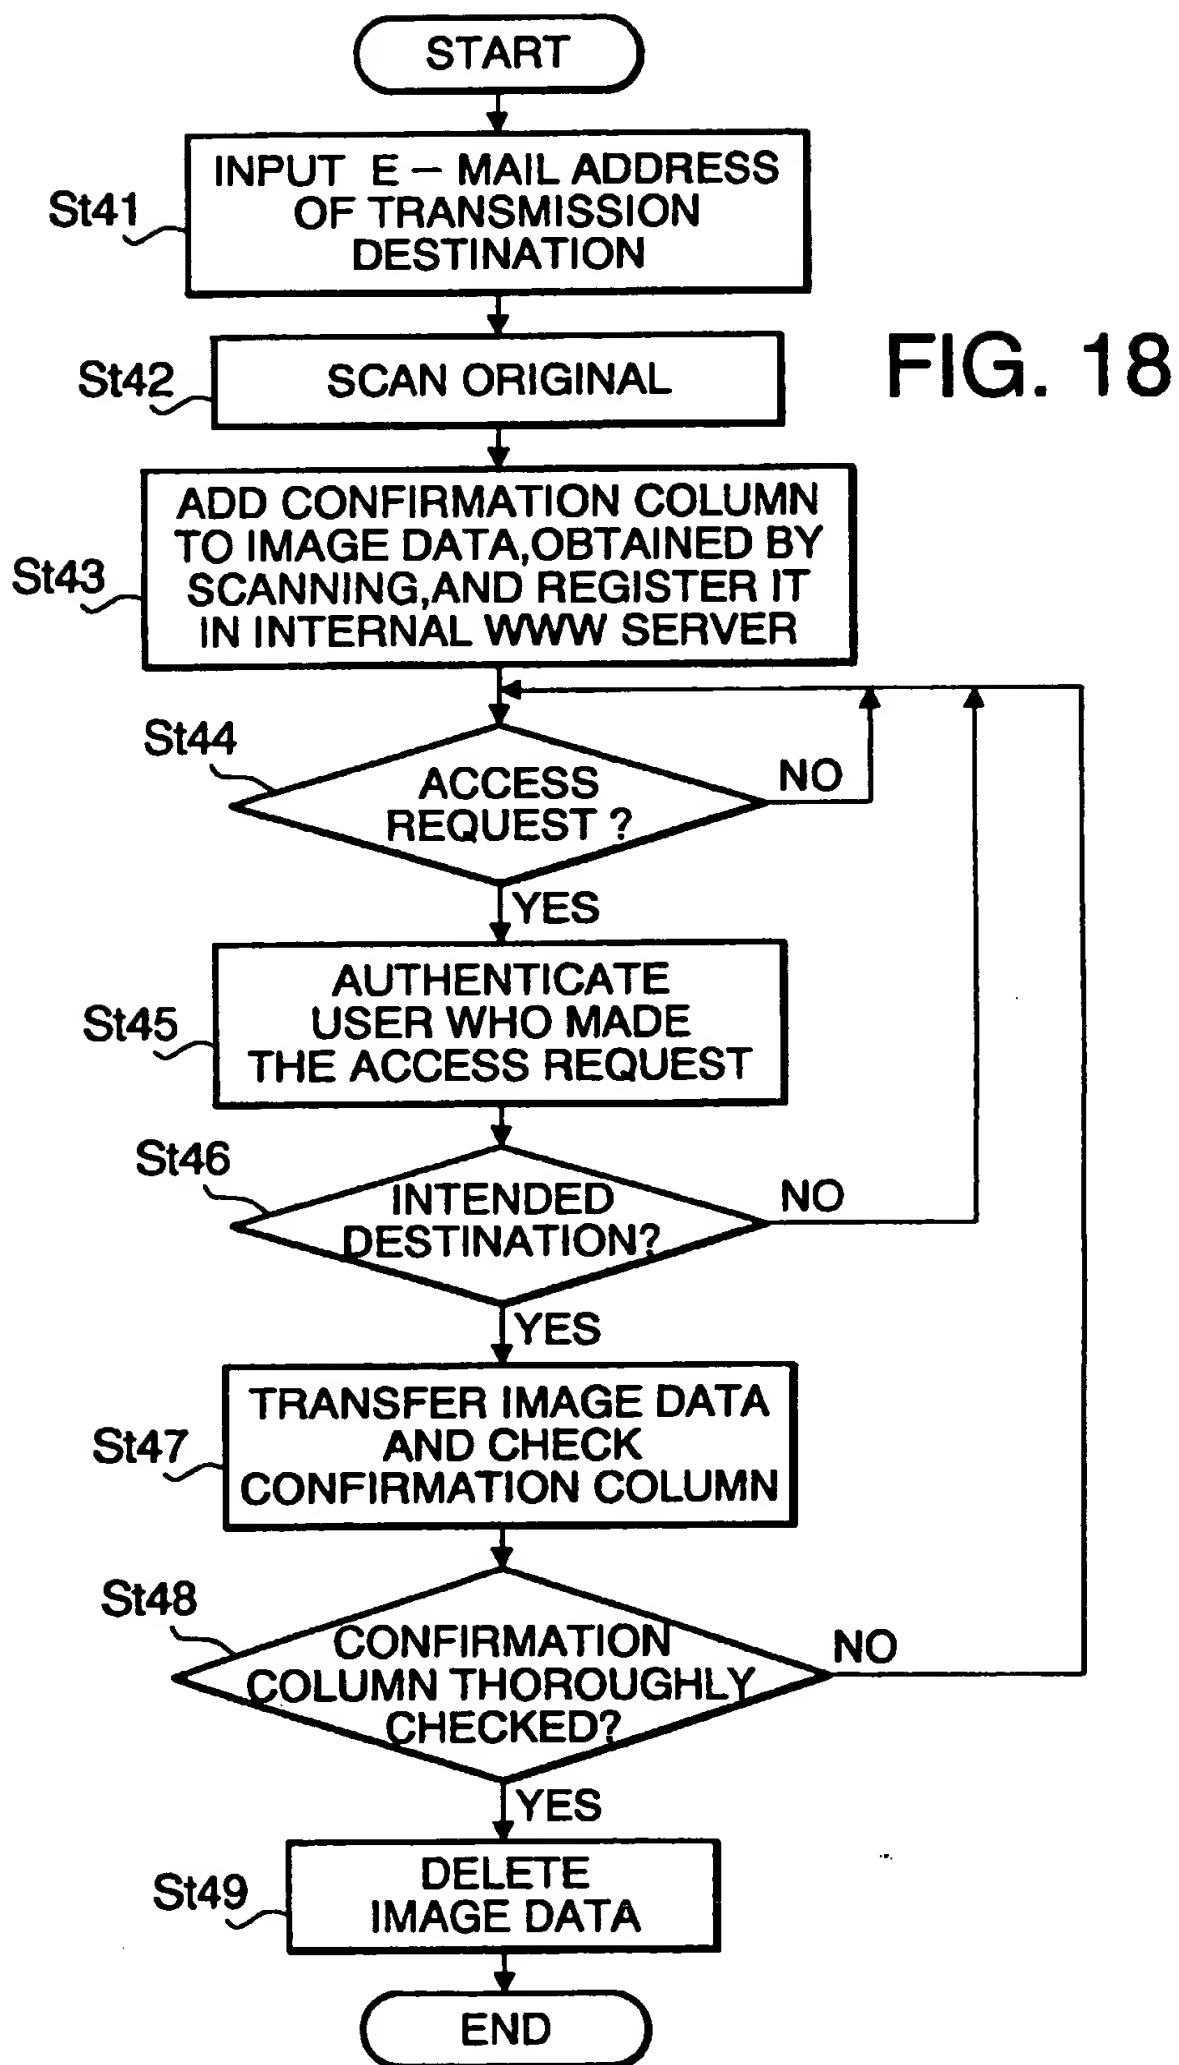 START
St41
INPUT E – MAIL ADDRESS
OF TRANSMISSION
DESTINATION
FIG. 18
St42
SCAN ORIGINAL
St43
ADD CONFIRMATION COLUMN
TO IMAGE DATA,OBTAINED BY
SCANNING,AND REGISTER IT
IN INTERNAL WWW SERVER
St44
ACCESS
REQUEST ?
NO
YES
St45
AUTHENTICATE
USER WHO MADE
THE ACCESS REQUEST
St46
INTENDED
DESTINATION?
NO
YES
St47
TRANSFER IMAGE DATA
AND CHECK
CONFIRMATION COLUMN
St48
CONFIRMATION
COLUMN THOROUGHLY
CHECKED?
NO
YES
St49
DELETE
IMAGE DATA
END